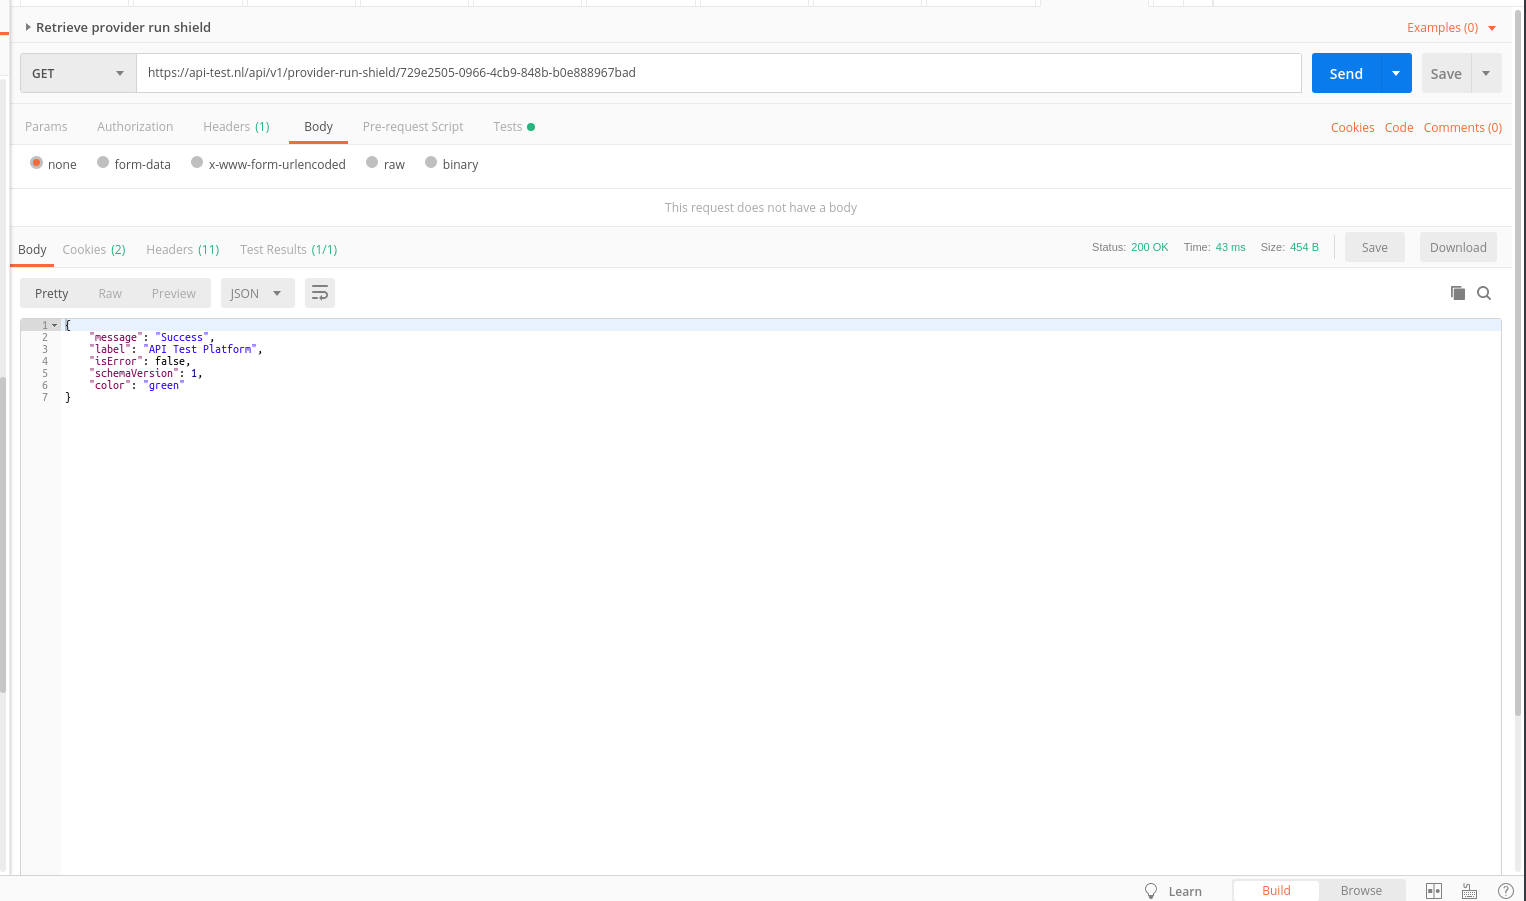 Retrieve provider run shield
Examples (0)
GET
https://api-test.nl/api/v1/provider-run-shield/729e2505-0966-4cb9-848b-b0e888967bad
Send
Save
Params Authorization Headers (1) Body Pre-request Script Tests
Cookies Code Comments (0)
none form-data x-www-form-urlencoded raw binary
This request does not have a body
Body Cookies (2) Headers (11) Test Results (1/1)
Status: 200 OK Time: 43 ms Size: 454 B
Save Download
Pretty Raw Preview JSON
1 {
2 "message": "Success",
3 "label": "API Test Platform",
4 "isError": false,
5 "schemaVersion": 1,
6 "color": "green"
7 }
Learn Build Browse